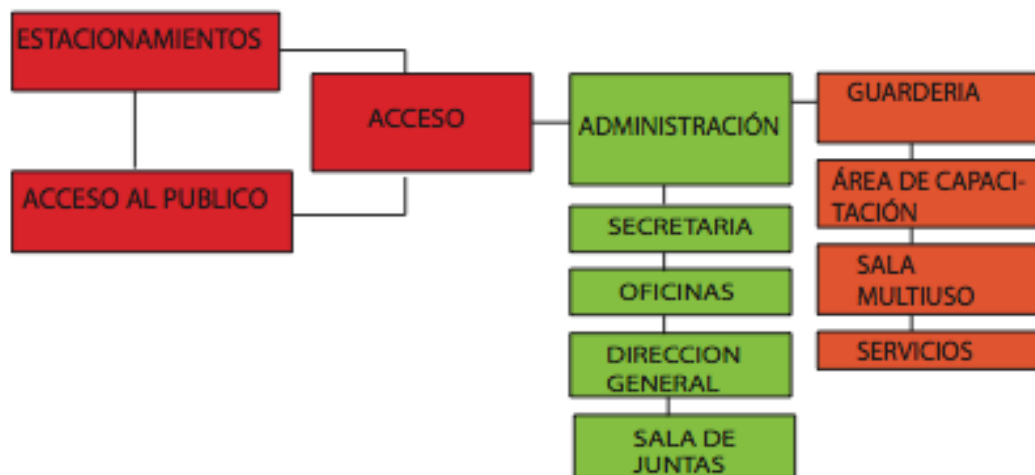 ESTACIONAMIENTOS
ACCESO AL PUBLICO
ACCESO
ADMINISTRACIÓN
SECRETARIA
OFICINAS
DIRECCION
GENERAL
SALA DE
JUNTAS
GUARDERIA
ÁREA DE CAPACI-
TACIÓN
SALA
MULTIUSO
SERVICIOS